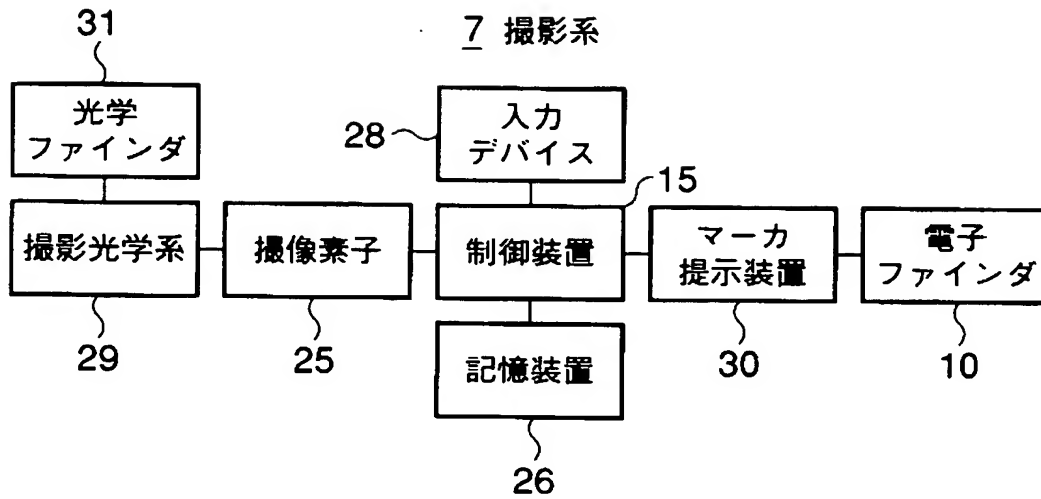 7 撮影系
31
光学
ファインダ
28
入力
デバイス
15
撮影光学系
撮像素子
制御装置
マーカ
提示装置
電子
ファインダ
29
25
30
10
記憶装置
26